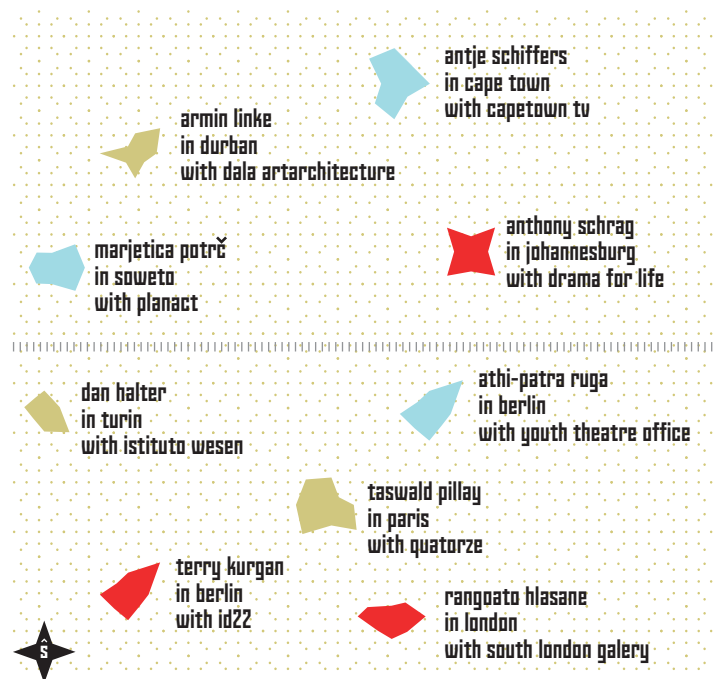 antje schiffers
in cape town
with capetown tv
armin linke
in durban
with dala artarchitecture
anthony schrag
in johannesburg
with drama for life
marjetica potrč
in soweto
with planact
athi-patra ruga
in berlin
with youth theatre office
dan halter
in turin
with istituto wesen
taswald pillay
in paris
with quatorze
terry kurgan
in berlin
with id22
rangoato hlasane
in london
with south london galery
ŝ